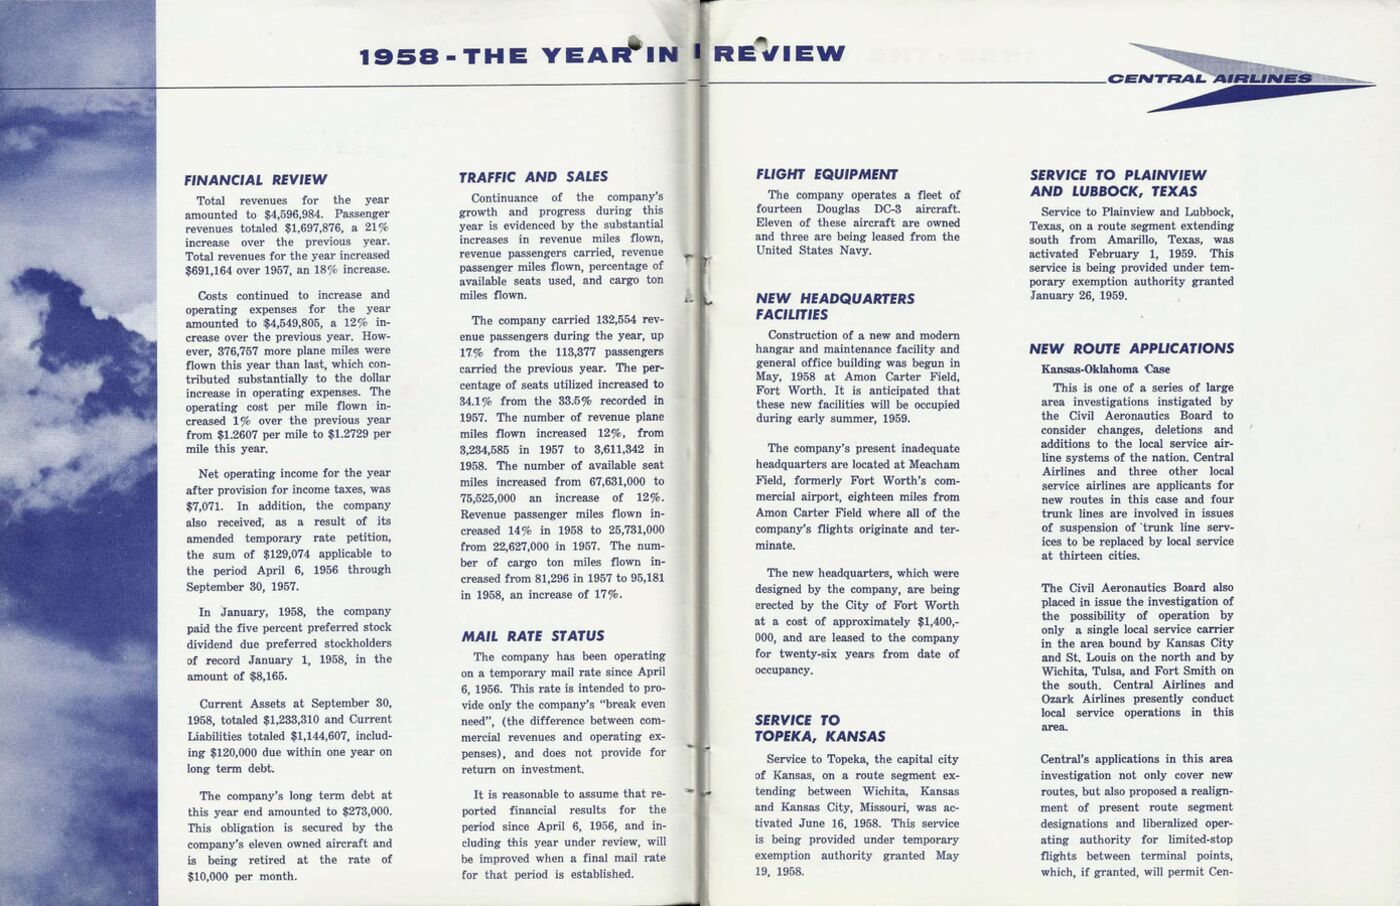 1958 - THE YEAR IN REVIEW
CENTRAL AIRLINES
FINANCIAL REVIEW
Total revenues for the year
amounted to $4,596,984. Passenger
revenues totaled $1,697,876, a 21%
increase over the previous year.
Total revenues for the year increased
$691,164 over 1957, an 18% increase.
Costs continued to increase and
operating expenses for the year
amounted to $4,549,805, a 12% in-
crease over the previous year. How-
ever, 376,757 more plane miles were
flown this year than last, which con-
tributed substantially to the dollar
increase in operating expenses. The
operating cost per mile flown in-
creased 1% over the previous year
from $1.2607 per mile to $1.2729 per
mile this year.
Net operating income for the year
after provision for income taxes, was
$7,071. In addition, the company
also received, as a result of its
amended temporary rate petition,
the sum of $129,074 applicable to
the period April 6, 1956 through
September 30, 1957.
In January, 1958, the company
paid the five percent preferred stock
dividend due preferred stockholders
of record January 1, 1958, in the
amount of $8,165.
Current Assets at September 30,
1958, totaled $1,233,310 and Current
Liabilities totaled $1,144,607, includ-
ing $120,000 due within one year on
long term debt.
The company's long term debt at
this year end amounted to $273,000.
This obligation is secured by the
company's eleven owned aircraft and
is being retired at the rate of
$10,000 per month.
TRAFFIC AND SALES
Continuance of the company's
growth and progress during this
year is evidenced by the substantial
increases in revenue miles flown,
revenue passengers carried, revenue
passenger miles flown, percentage of
available seats used, and cargo ton
miles flown.
The company carried 132,554 rev-
enue passengers during the year, up
17% from the 113,377 passengers
carried the previous year. The per-
centage of seats utilized increased to
34.1% from the 33.5% recorded in
1957. The number of revenue plane
miles flown increased 12%, from
3,234,585 in 1957 to 3,611,342 in
1958. The number of available seat
miles increased from 67,631,000 to
75,525,000 an increase of 12%.
Revenue passenger miles flown in-
creased 14% in 1958 to 25,731,000
from 22,627,000 in 1957. The num-
ber of cargo ton miles flown in-
creased from 81,296 in 1957 to 95,181
in 1958, an increase of 17%.
MAIL RATE STATUS
The company has been operating
on a temporary mail rate since April
6, 1956. This rate is intended to pro-
vide only the company's "break even
need", (the difference between com-
mercial revenues and operating ex-
penses), and does not provide for
return on investment.
It is reasonable to assume that re-
ported financial results for the
period since April 6, 1956, and in-
cluding this year under review, will
be improved when a final mail rate
for that period is established.
FLIGHT EQUIPMENT
The company operates a fleet of
fourteen Douglas DC-3 aircraft.
Eleven of these aircraft are owned
and three are being leased from the
United States Navy.
NEW HEADQUARTERS
FACILITIES
Construction of a new and modern
hangar and maintenance facility and
general office building was begun in
May, 1958 at Amon Carter Field,
Fort Worth. It is anticipated that
these new facilities will be occupied
during early summer, 1959.
The company's present inadequate
headquarters are located at Meacham
Field, formerly Fort Worth's com-
mercial airport, eighteen miles from
Amon Carter Field where all of the
company's flights originate and ter-
minate.
The new headquarters, which were
designed by the company, are being
erected by the City of Fort Worth
at a cost of approximately $1,400,-
000, and are leased to the company
for twenty-six years from date of
occupancy.
SERVICE TO
TOPEKA, KANSAS
Service to Topeka, the capital city
of Kansas, on a route segment ex-
tending between Wichita, Kansas
and Kansas City, Missouri, was ac-
tivated June 16, 1958. This service
is being provided under temporary
exemption authority granted May
19, 1958.
SERVICE TO PLAINVIEW
AND LUBBOCK, TEXAS
Service to Plainview and Lubbock,
Texas, on a route segment extending
south from Amarillo, Texas, was
activated February 1, 1959. This
service is being provided under tem-
porary exemption authority granted
January 26, 1959.
NEW ROUTE APPLICATIONS
Kansas-Oklahoma Case
This is one of a series of large
area investigations instigated by
the Civil Aeronautics Board to
consider changes, deletions and
additions to the local service air-
line systems of the nation. Central
Airlines and three other local
service airlines are applicants for
new routes in this case and four
trunk lines are involved in issues
of suspension of trunk line serv-
ices to be replaced by local service
at thirteen cities.
The Civil Aeronautics Board also
placed in issue the investigation of
the possibility of operation by
only a single local service carrier
in the area bound by Kansas City
and St. Louis on the north and by
Wichita, Tulsa, and Fort Smith on
the south. Central Airlines and
Ozark Airlines presently conduct
local service operations in this
area.
Central's applications in this area
investigation not only cover new
routes, but also proposed a realign-
ment of present route segment
designations and liberalized oper-
ating authority for limited-stop
flights between terminal points,
which, if granted, will permit Cen-